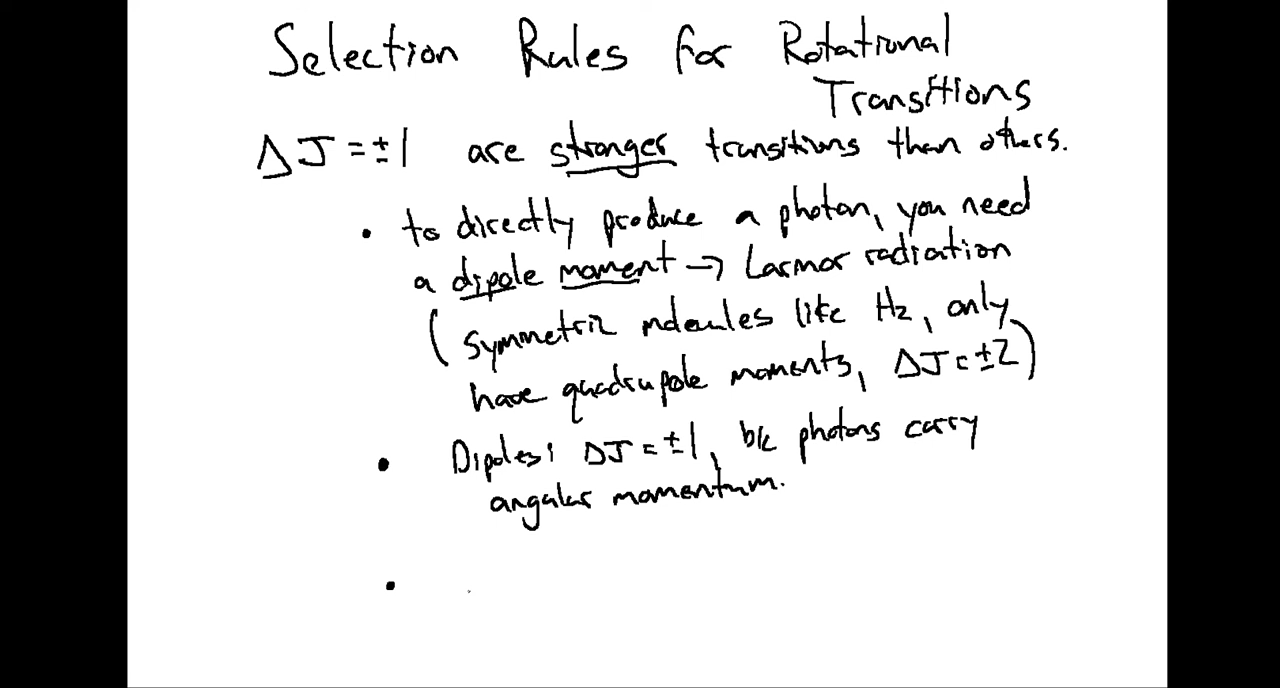 Selection Rules for Rotational
Transitions
ΔJ = ±1 are stronger transitions than others.
• to directly produce a photon, you need
a dipole moment → Larmor radiation
(symmetric molecules like H2, only
have quadrupole moments, ΔJ = ±2)
• Dipoles: ΔJ = ±1, b/c photons carry
angular momentum.
•